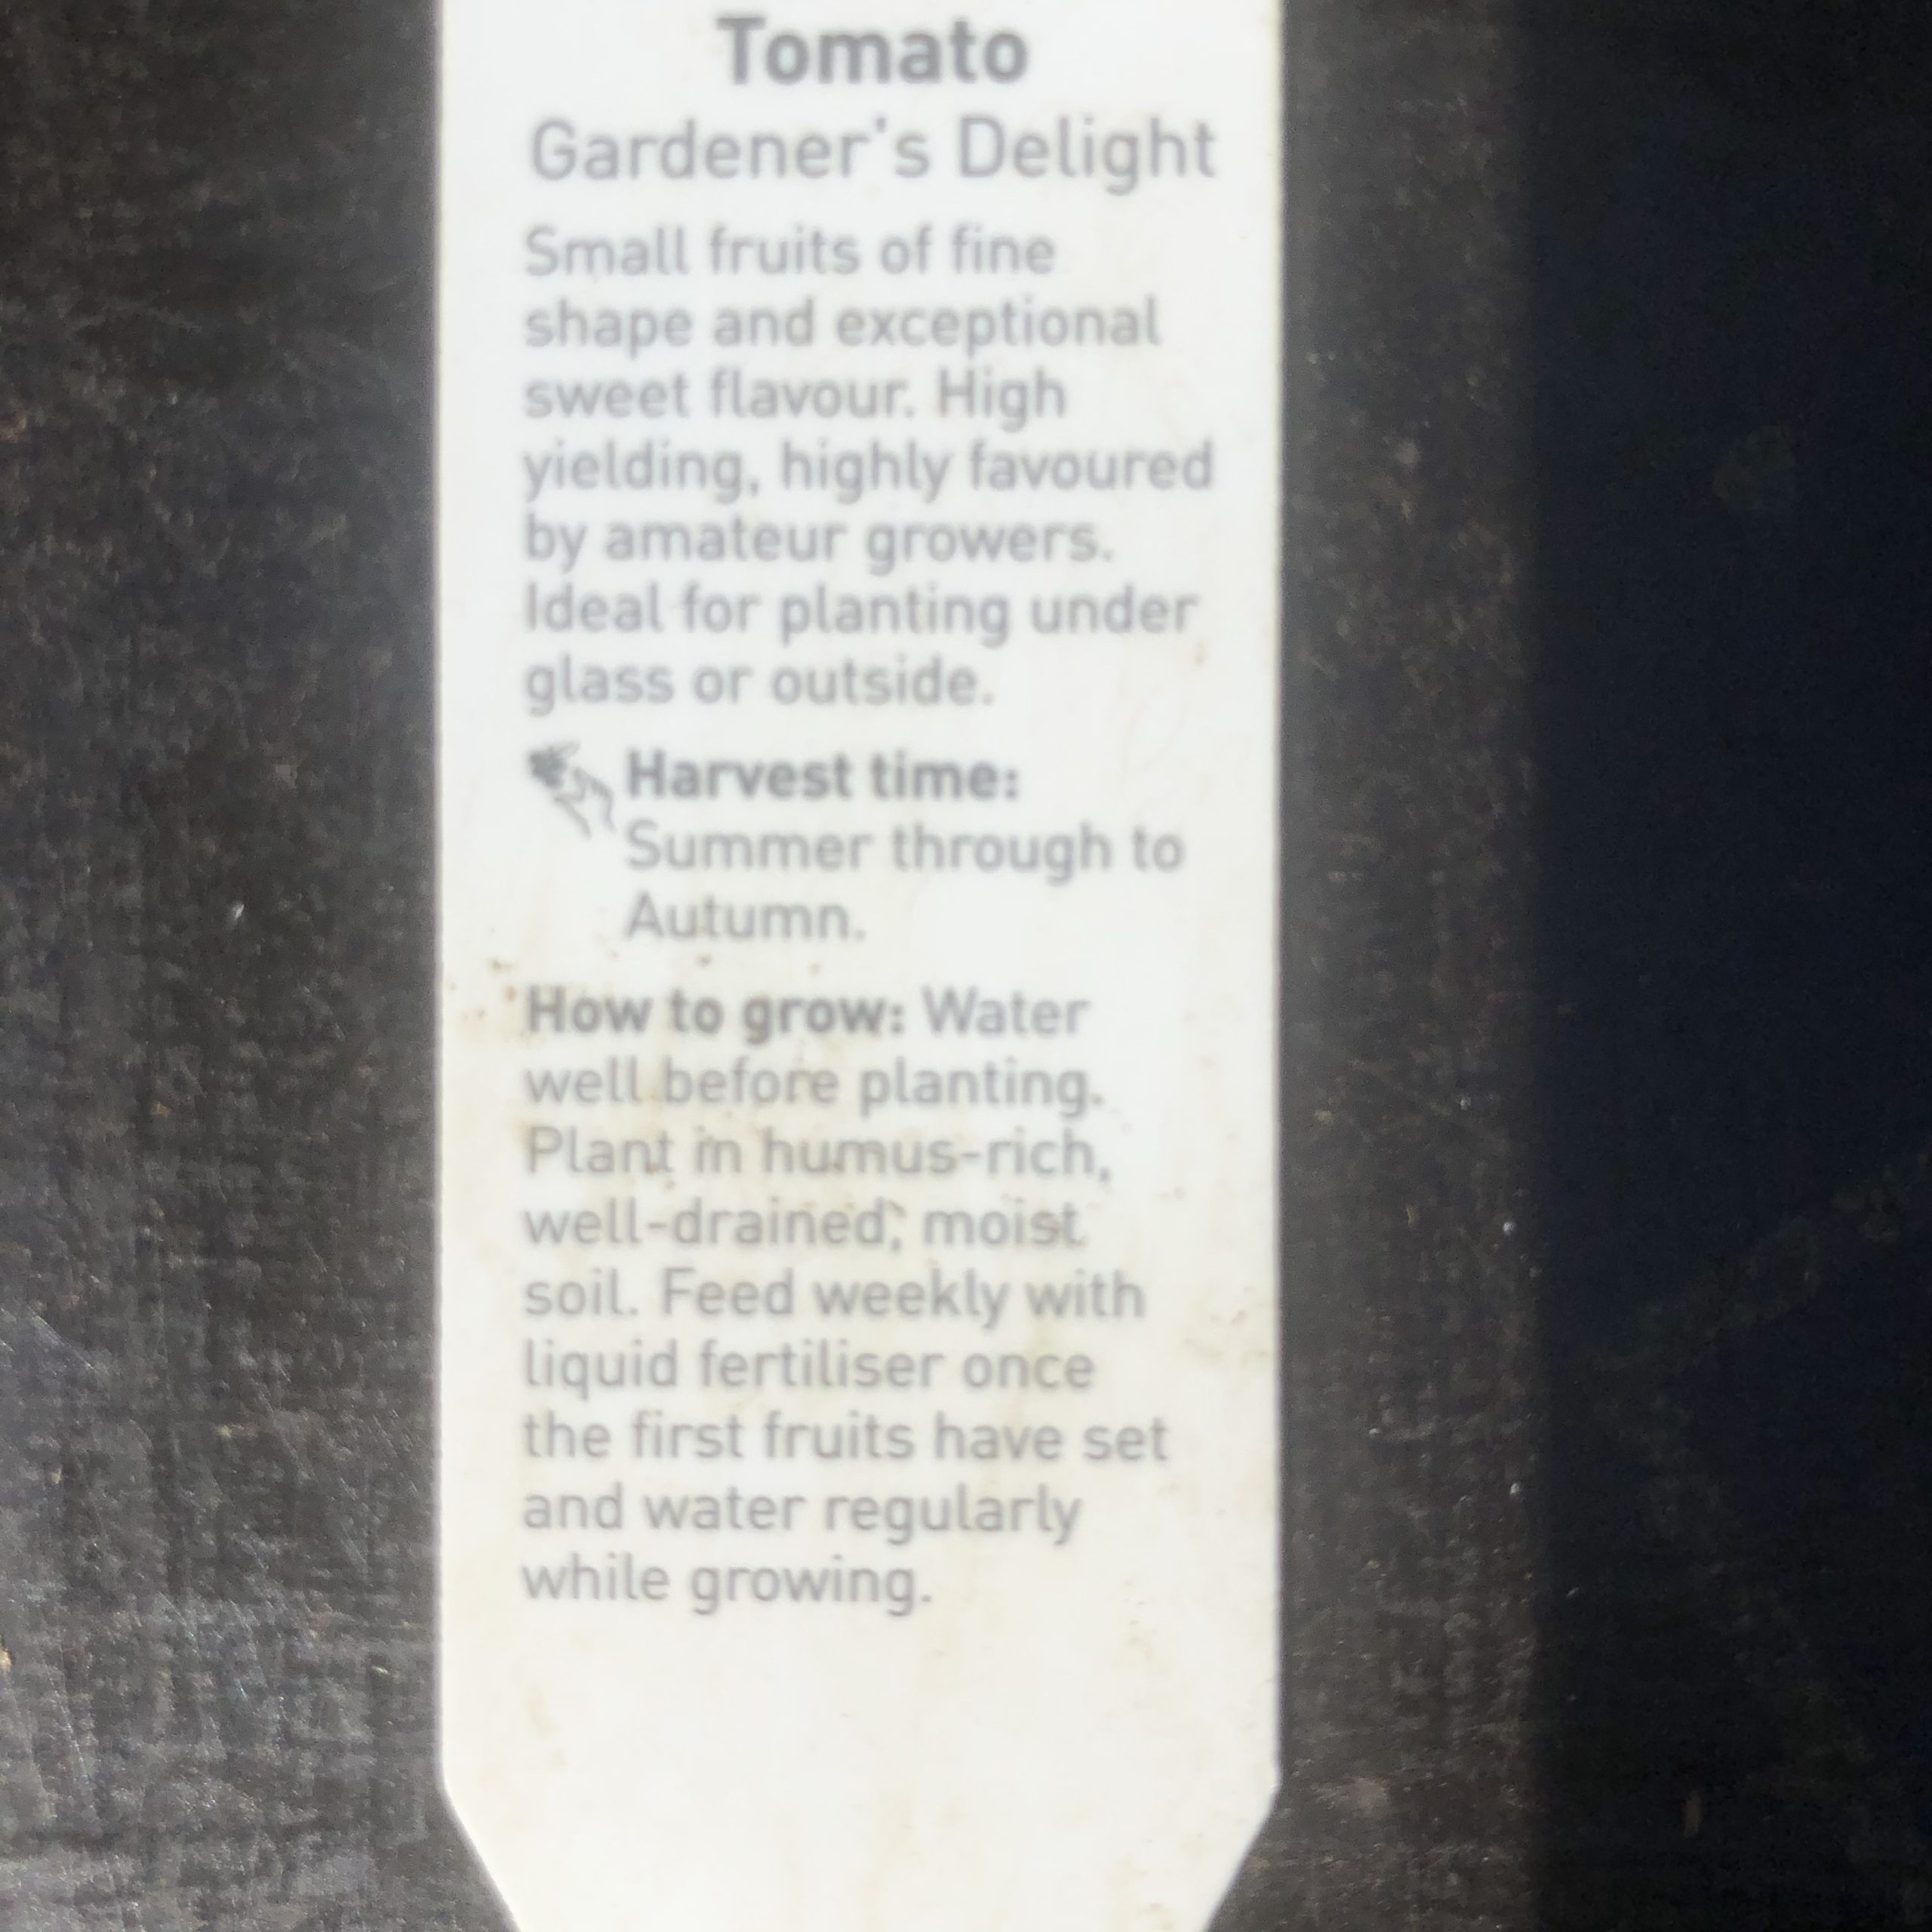 Tomato
Gardener's Delight
Small fruits of fine
shape and exceptional
sweet flavour. High
yielding, highly favoured
by amateur growers.
Ideal for planting under
glass or outside.
Harvest time:
Summer through to
Autumn.
How to grow: Water
well before planting.
Plant in humus-rich,
well-drained, moist
soil. Feed weekly with
liquid fertiliser once
the first fruits have set
and water regularly
while growing.